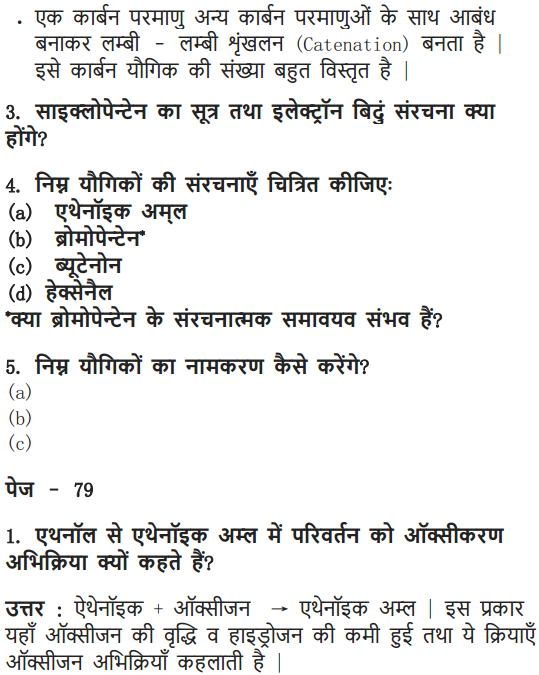 . एक कार्बन परमाणु अन्य कार्बन परमाणुओं के साथ आबंध
बनाकर लम्बी - लम्बी शृंखलन (Catenation) बनता है |
इसे कार्बन यौगिक की संख्या बहुत विस्तृत है |
3. साइक्लोपेन्टेन का सूत्र तथा इलेक्ट्रॉन बिदुं संरचना क्या
होंगे?
4. निम्न यौगिकों की संरचनाएँ चित्रित कीजिएः
(a) एथेनॉइक अम्ल
(b) ब्रोमोपेन्टेन*
(c) ब्यूटेनोन
(d) हेक्सेनैल
*क्या ब्रोमोपेन्टेन के संरचनात्मक समावयव संभव हैं?
5. निम्न यौगिकों का नामकरण कैसे करेंगे?
(a)
(b)
(c)
पेज - 79
1. एथनॉल से एथेनॉइक अम्ल में परिवर्तन को ऑक्सीकरण
अभिक्रिया क्यों कहते हैं?
उत्तर : ऐथेनॉइक + ऑक्सीजन → एथेनॉइक अम्ल | इस प्रकार
यहाँ ऑक्सीजन की वृद्धि व हाइड्रोजन की कमी हुई तथा ये क्रियाएँ
ऑक्सीजन अभिक्रियाँ कहलाती है |